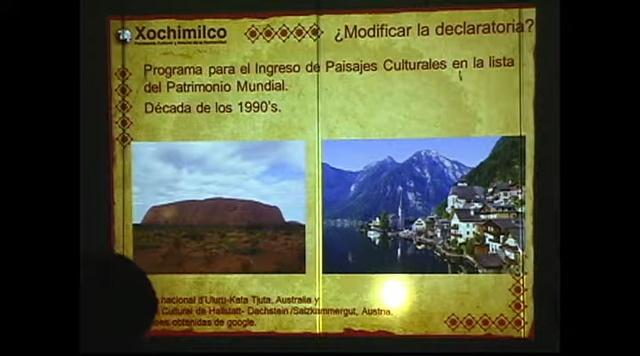 Xochimilco
¿Modificar la declaratoria?
Programa para el Ingreso de Paisajes Culturales en la lista
del Patrimonio Mundial.
Década de los 1990's.
nacional d'Uluru-Kata Tjuta, Australia y
Cultural de Hallstatt- Dachstein /Salzkammergut, Austria.
obtenidas de google.